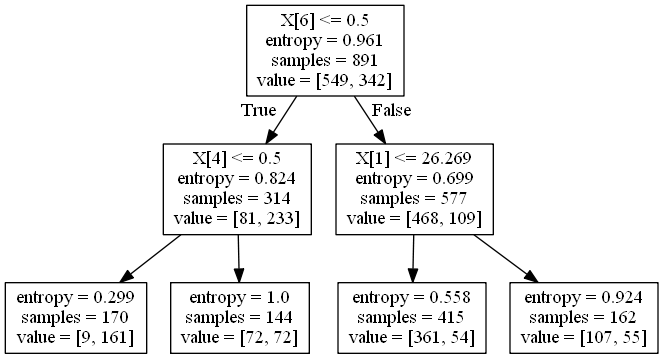 X[6] <= 0.5
entropy = 0.961
samples = 891
value = [549, 342]
True
False
X[4] <= 0.5
entropy = 0.824
samples = 314
value = [81, 233]
X[1] <= 26.269
entropy = 0.699
samples = 577
value = [468, 109]
entropy = 0.299
samples = 170
value = [9, 161]
entropy = 1.0
samples = 144
value = [72, 72]
entropy = 0.558
samples = 415
value = [361, 54]
entropy = 0.924
samples = 162
value = [107, 55]